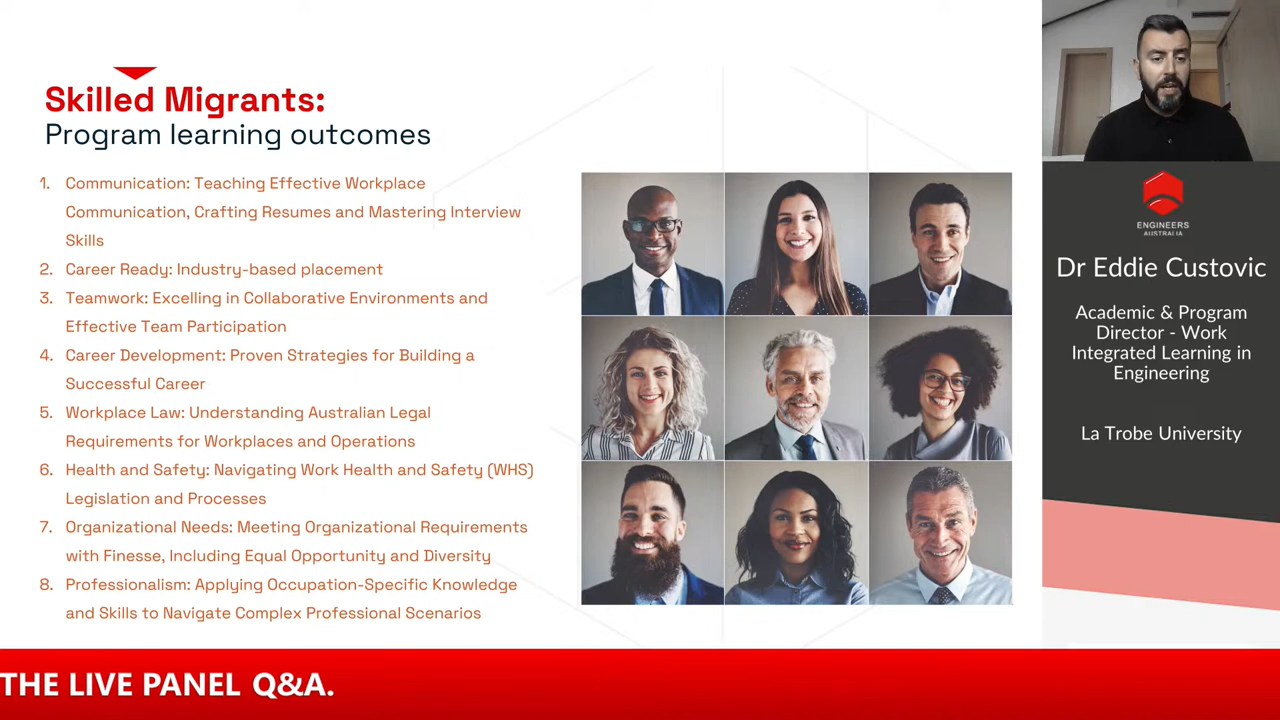 Skilled Migrants:
Program learning outcomes
1. Communication: Teaching Effective Workplace
Communication, Crafting Resumes and Mastering Interview
Skills
2. Career Ready: Industry-based placement
3. Teamwork: Excelling in Collaborative Environments and
Effective Team Participation
4. Career Development: Proven Strategies for Building a
Successful Career
5. Workplace Law: Understanding Australian Legal
Requirements for Workplaces and Operations
6. Health and Safety: Navigating Work Health and Safety (WHS)
Legislation and Processes
7. Organizational Needs: Meeting Organizational Requirements
with Finesse, Including Equal Opportunity and Diversity
8. Professionalism: Applying Occupation-Specific Knowledge
and Skills to Navigate Complex Professional Scenarios
ENGINEERS
AUSTRALIA
Dr Eddie Custovic
Academic & Program
Director - Work
Integrated Learning in
Engineering
La Trobe University
THE LIVE PANEL Q&A.